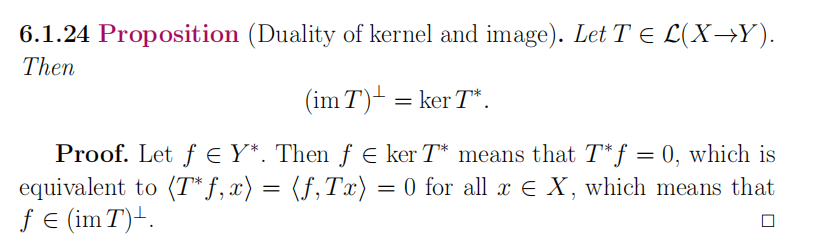 6.1.24 Proposition (Duality of kernel and image). Let T ∈ ℒ(X→Y).
Then
(im T)⊥ = ker T*.
Proof. Let f ∈ Y*. Then f ∈ ker T* means that T*f = 0, which is
equivalent to ⟨T*f, x⟩ = ⟨f, Tx⟩ = 0 for all x ∈ X, which means that
f ∈ (im T)⊥. □